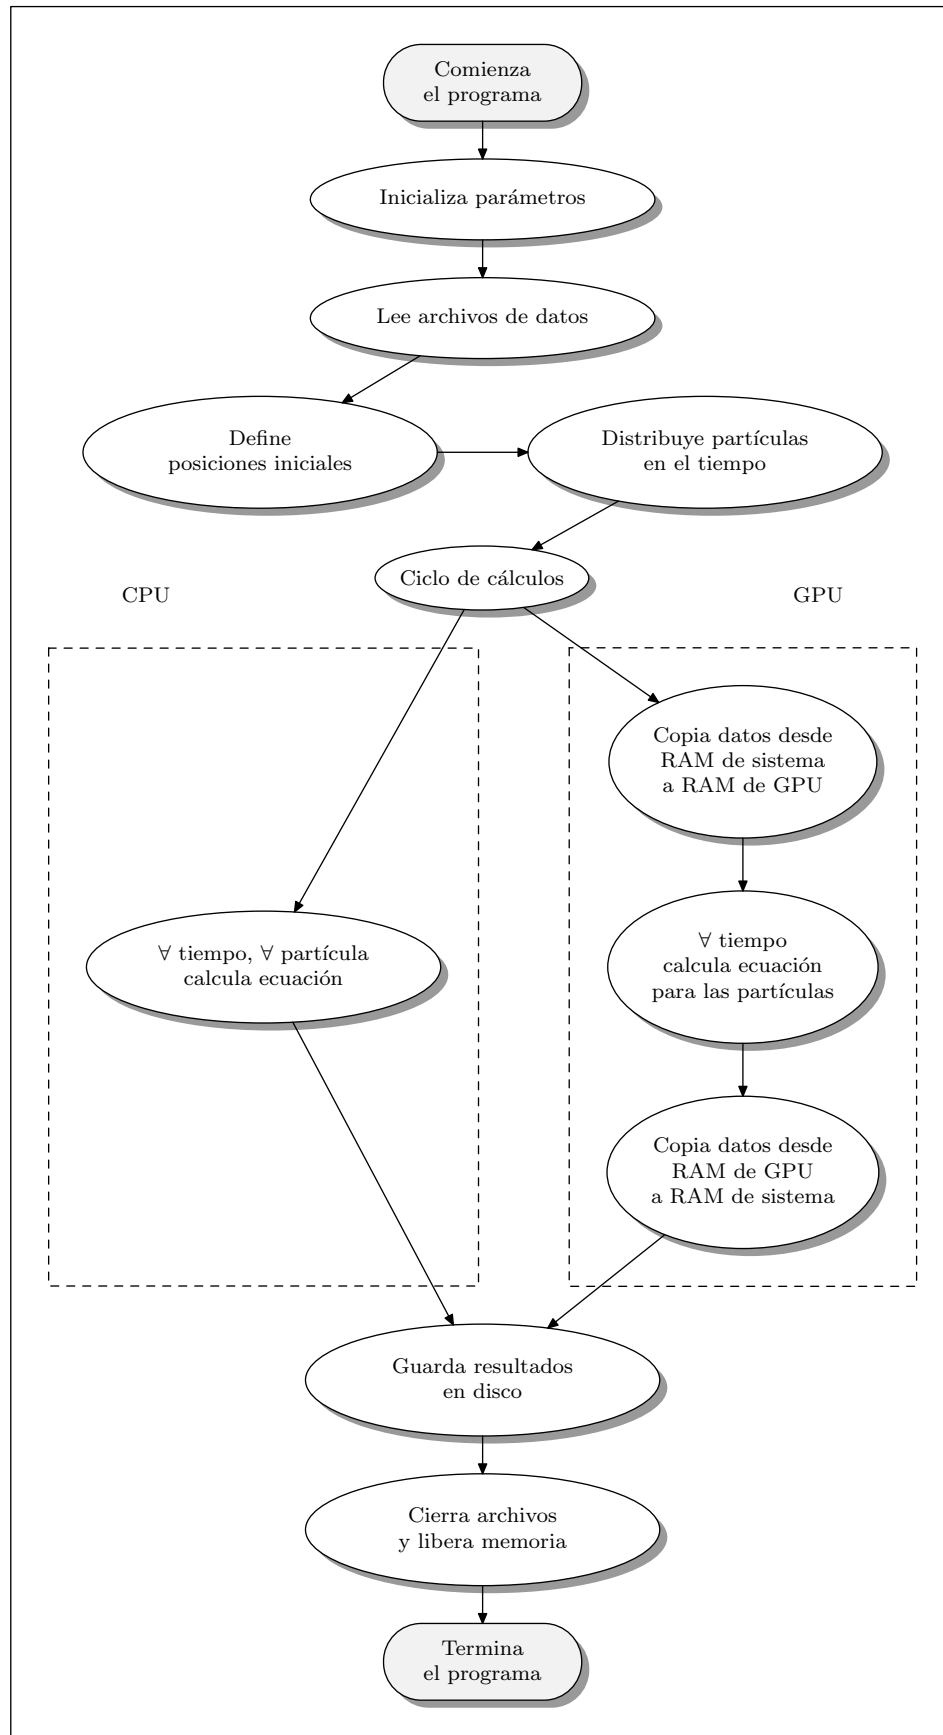 Comienza
el programa
Inicializa parámetros
Lee archivos de datos
Define
posiciones iniciales
Distribuye partículas
en el tiempo
Ciclo de cálculos
CPU
GPU
Copia datos desde
RAM de sistema
a RAM de GPU
∀ tiempo, ∀ partícula
calcula ecuación
∀ tiempo
calcula ecuación
para las partículas
Copia datos desde
RAM de GPU
a RAM de sistema
Guarda resultados
en disco
Cierra archivos
y libera memoria
Termina
el programa